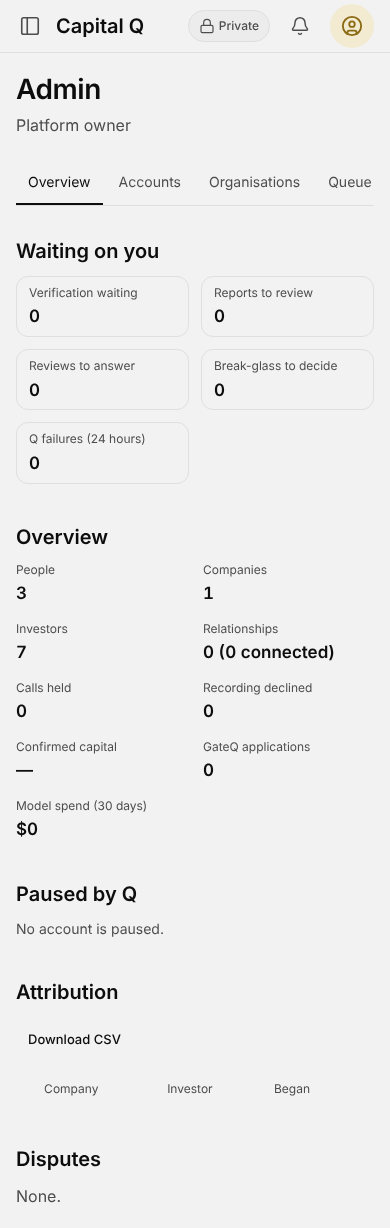 Capital Q
Private
Admin
Platform owner
Overview Accounts Organisations Queue
Waiting on you
Verification waiting
0
Reports to review
0
Reviews to answer
0
Break-glass to decide
0
Q failures (24 hours)
0
Overview
People
3
Companies
1
Investors
7
Relationships
0 (0 connected)
Calls held
0
Recording declined
0
Confirmed capital
—
GateQ applications
0
Model spend (30 days)
$0
Paused by Q
No account is paused.
Attribution
Download CSV
Company Investor Began
Disputes
None.